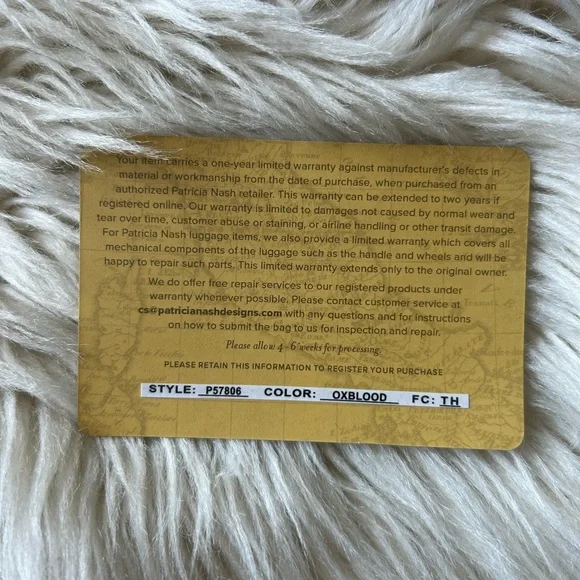 Your item carries a one-year limited warranty against manufacturer's defects in
material or workmanship from the date of purchase, when purchased from an
authorized Patricia Nash retailer. This warranty can be extended to two years if
registered online. Our warranty is limited to damages not caused by normal wear and
tear over time, customer abuse or staining, or airline handling or other transit damage.
For Patricia Nash luggage items, we also provide a limited warranty which covers all
mechanical components of the luggage such as the handle and wheels and will be
happy to repair such parts. This limited warranty extends only to the original owner.
We do offer free repair services to our registered products under
warranty whenever possible. Please contact customer service at
cs@patricianashdesigns.com with any questions and for instructions
on how to submit the bag to us for inspection and repair.
Please allow 4–6 weeks for processing.
PLEASE RETAIN THIS INFORMATION TO REGISTER YOUR PURCHASE
STYLE: P57806 COLOR: OXBLOOD FC: TH